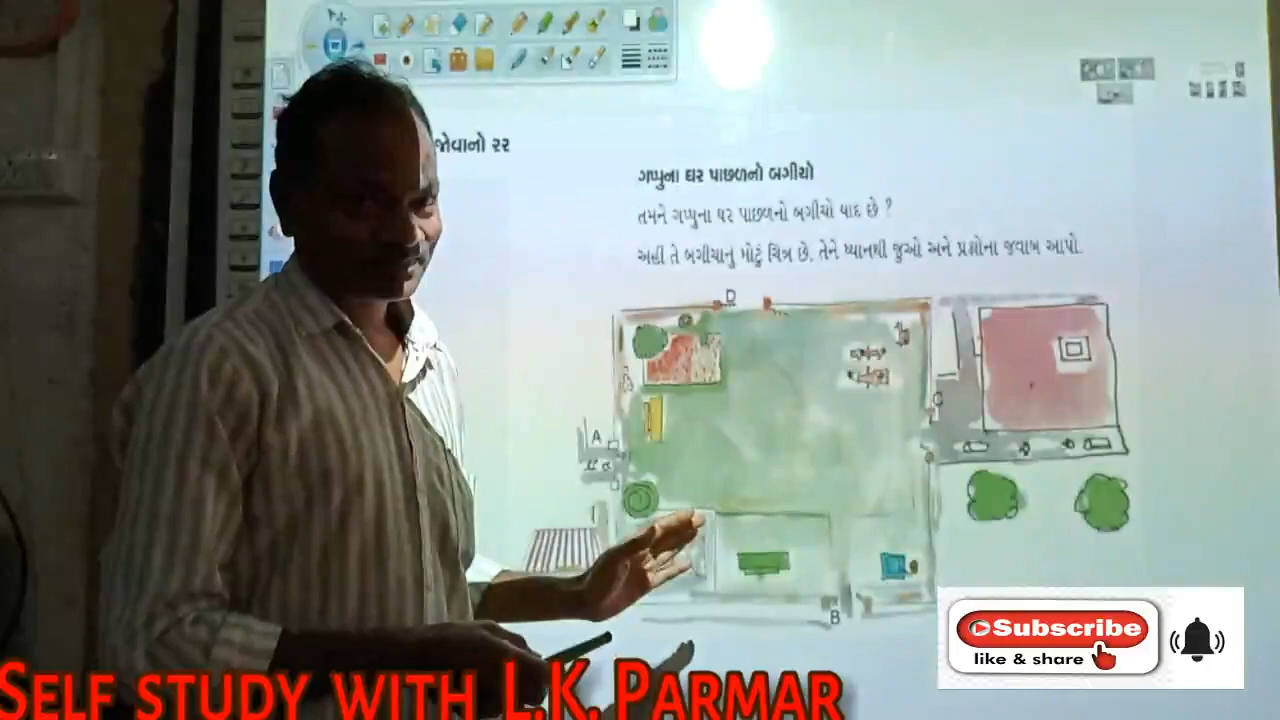 જોવાનો ૨૨
ગપ્પુના ઘર પાછળનો બગીચો
તમને ગપ્પુના ઘર પાછળનો બગીચો યાદ છે ?
અહીં તે બગીચાનું મોટું ચિત્ર છે. તેને ધ્યાનથી જુઓ અને પ્રશ્નોના જવાબ આપો.
D
C
A
B
Subscribe
like & share
SELF STUDY WITH L.K. PARMAR